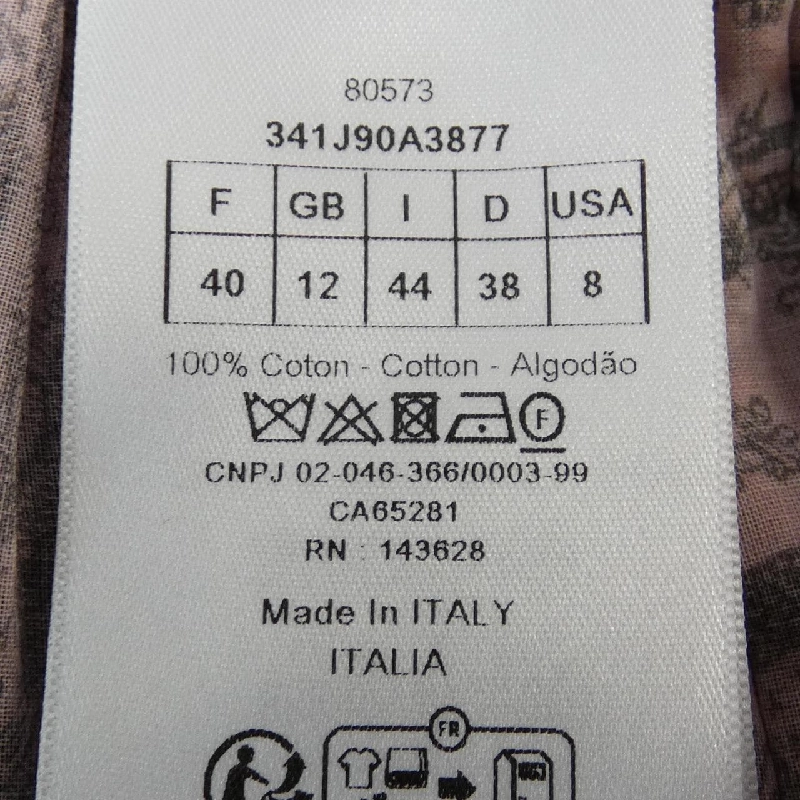 80573
341J90A3877
F GB I D USA
40 12 44 38 8
100% Coton - Cotton - Algodão
F
CNPJ 02-046-366/0003-99
CA65281
RN : 143628
Made In ITALY
ITALIA
FR